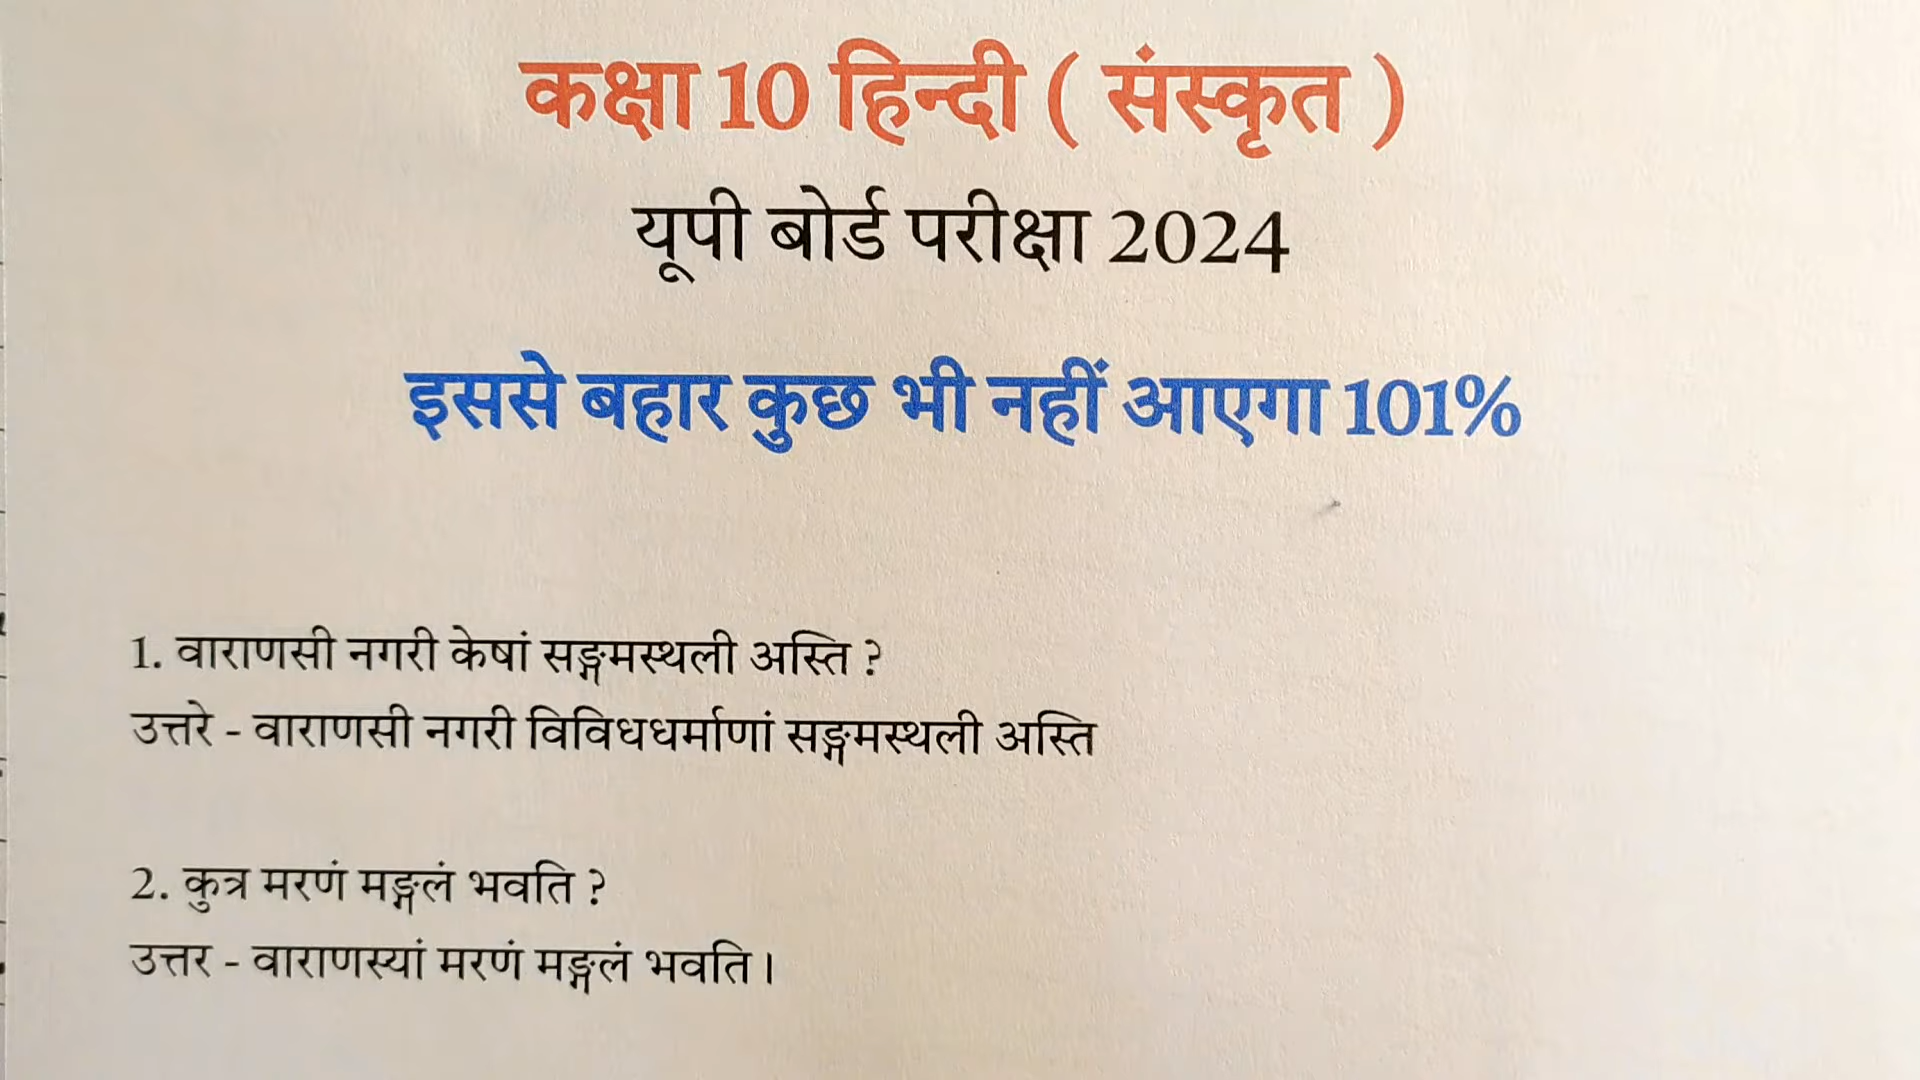 कक्षा 10 हिन्दी ( संस्कृत )
यूपी बोर्ड परीक्षा 2024
इससे बहार कुछ भी नहीं आएगा 101%
1. वाराणसी नगरी केषां सङ्गमस्थली अस्ति ?
उत्तरे - वाराणसी नगरी विविधधर्माणां सङ्गमस्थली अस्ति
2. कुत्र मरणं मङ्गलं भवति ?
उत्तर - वाराणस्यां मरणं मङ्गलं भवति।